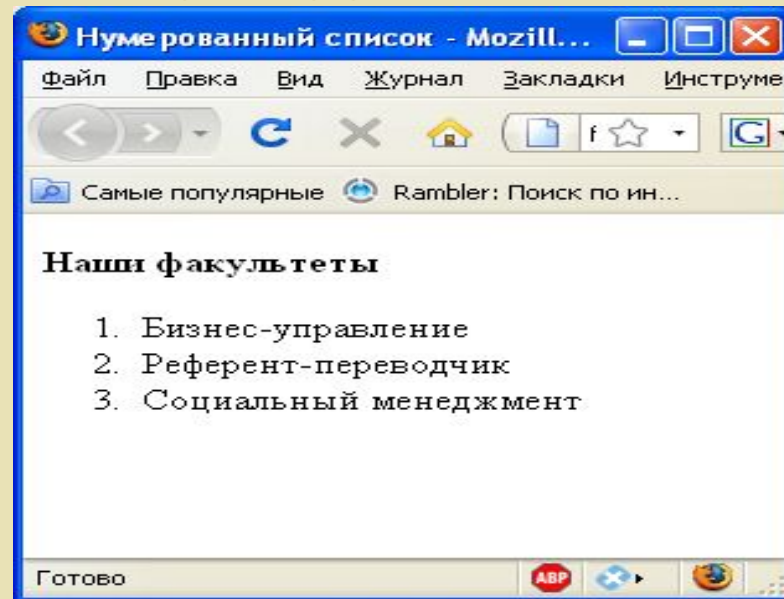 Нумерованный список - Mozill...
Файл Правка Вид Журнал Закладки Инструме
f G
Самые популярные Rambler: Поиск по ин...
Наши факультеты
1. Бизнес-управление
2. Референт-переводчик
3. Социальный менеджмент
Готово ABP